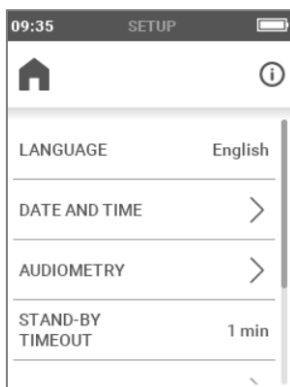 09:35 SETUP
LANGUAGE English
DATE AND TIME
AUDIOMETRY
STAND-BY
TIMEOUT 1 min